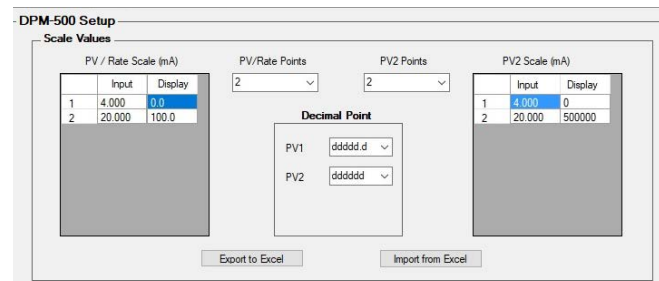 DPM-500 Setup
Scale Values
PV / Rate Scale (mA) PV/Rate Points PV2 Points PV2 Scale (mA)
Input Display 2 2 Input Display
1 4.000 0.0 1 4.000 0
2 20.000 100.0 2 20.000 500000
Decimal Point
PV1 ddddd.d
PV2 dddddd
Export to Excel Import from Excel